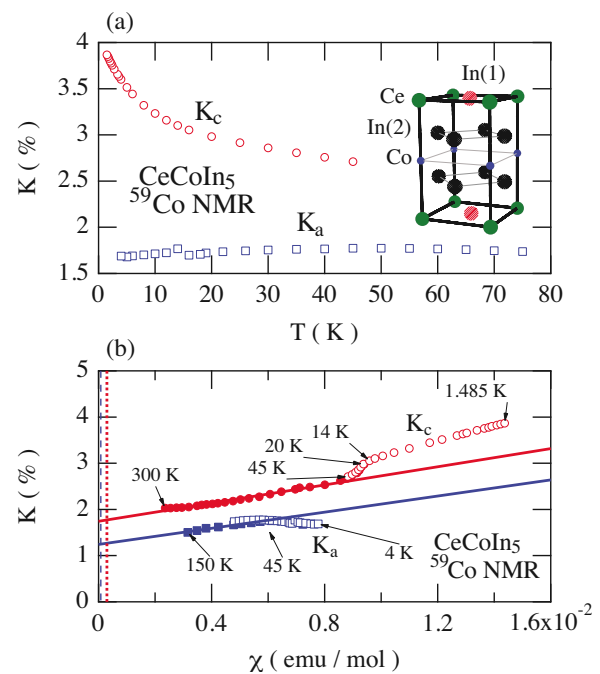 (a)
4
3.5
3
2.5
2
1.5
K ( % )
K_c
CeCoIn₅
⁵⁹Co NMR
K_a
In(1)
Ce
In(2)
Co
0 10 20 30 40 50 60 70 80
T ( K )
(b)
5
4
3
2
1
0
K ( % )
1.485 K
K_c
14 K
20 K
45 K
300 K
150 K
45 K
K_a
4 K
CeCoIn₅
⁵⁹Co NMR
0 0.4 0.8 1.2 1.6x10⁻²
χ ( emu / mol )